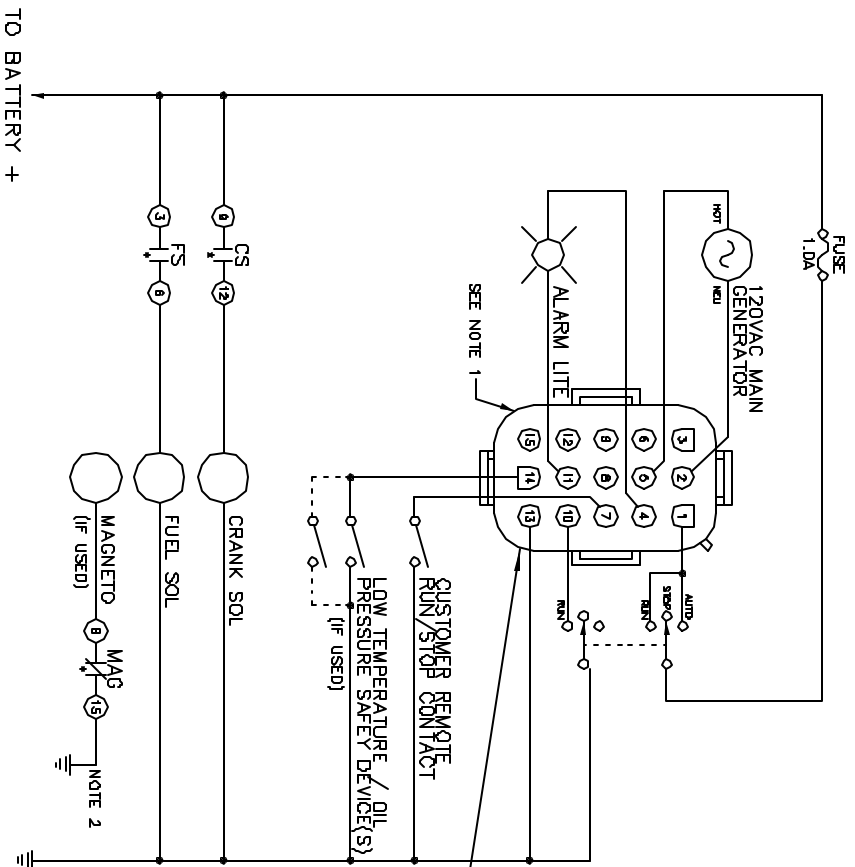 FUSE
1.0A
120VAC MAIN
GENERATOR
HOT
NEU
3 2 1
6 5 4
9 8 7
12 11 10
15 14 13
AUTO
STOP
RUN
RUN
ALARM LITE
SEE NOTE 1
CUSTOMER REMOTE
RUN/STOP CONTACT
LOW TEMPERATURE / OIL
PRESSURE SAFEY DEVICE(S)
(IF USED)
CS
9
12
CRANK SOL
FS
3
6
FUEL SOL
MAGNETO
(IF USED)
8
MAG
15
NOTE 2
TO BATTERY +